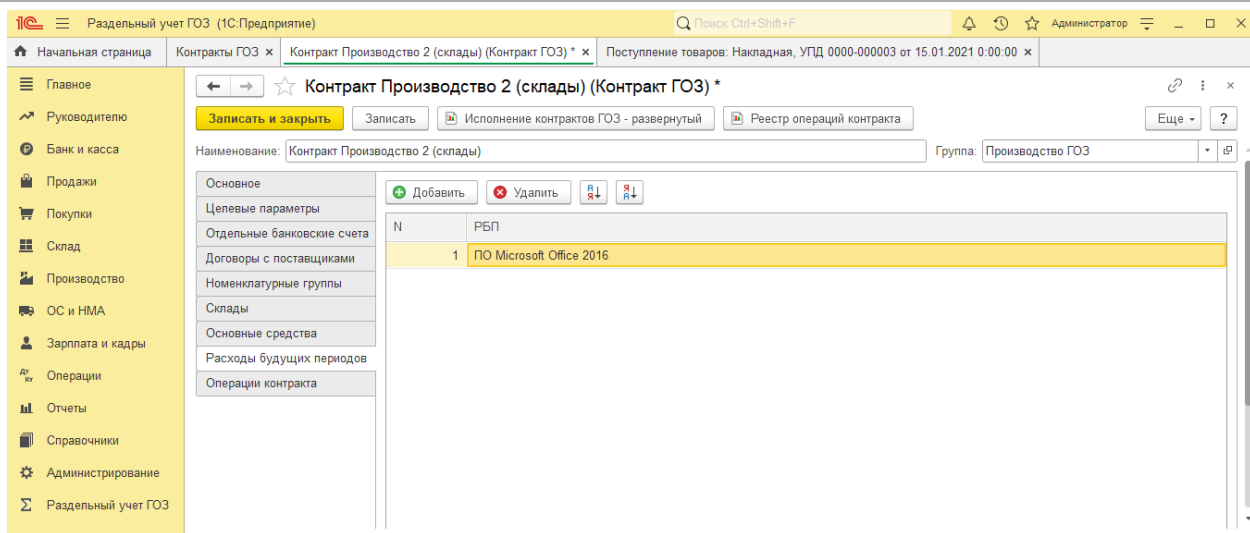 1С Раздельный учет ГОЗ (1С:Предприятие) Поиск Ctrl+Shift+F Администратор
Начальная страница Контракты ГОЗ × Контракт Производство 2 (склады) (Контракт ГОЗ) * × Поступление товаров: Накладная, УПД 0000-000003 от 15.01.2021 0:00:00 ×
Главное
Руководителю
Банк и касса
Продажи
Покупки
Склад
Производство
ОС и НМА
Зарплата и кадры
Операции
Отчеты
Справочники
Администрирование
Раздельный учет ГОЗ
Контракт Производство 2 (склады) (Контракт ГОЗ) *
Записать и закрыть Записать Исполнение контрактов ГОЗ - развернутый Реестр операций контракта Еще ?
Наименование: Контракт Производство 2 (склады) Группа: Производство ГОЗ
Основное
Целевые параметры
Отдельные банковские счета
Договоры с поставщиками
Номенклатурные группы
Склады
Основные средства
Расходы будущих периодов
Операции контракта
Добавить Удалить
N РБП
1 ПО Microsoft Office 2016